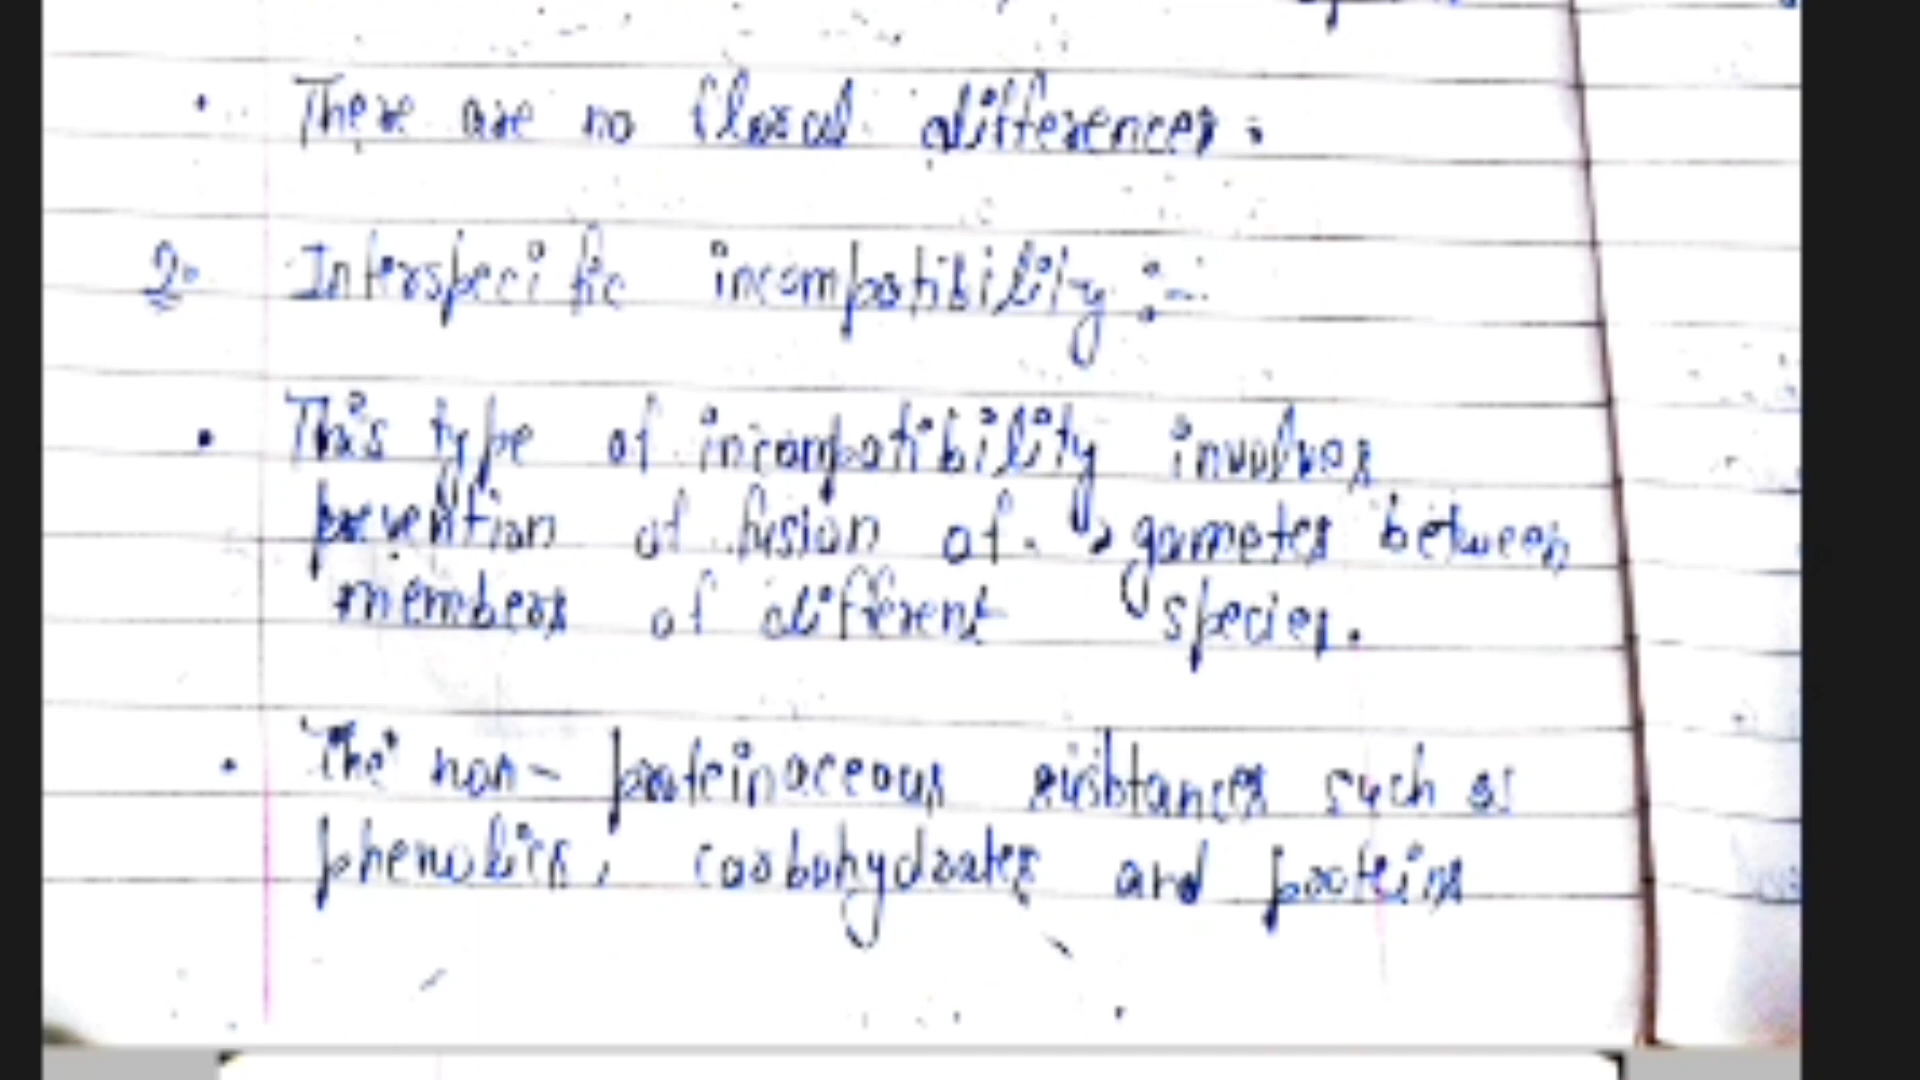 • There are no floral differences.
2. Interspecific incompatibility :-
• This type of incompatibility involves
prevention of fusion of gametes between
members of different species.
• The non-proteinaceous such as
phenolics, carbohydrates and proteins